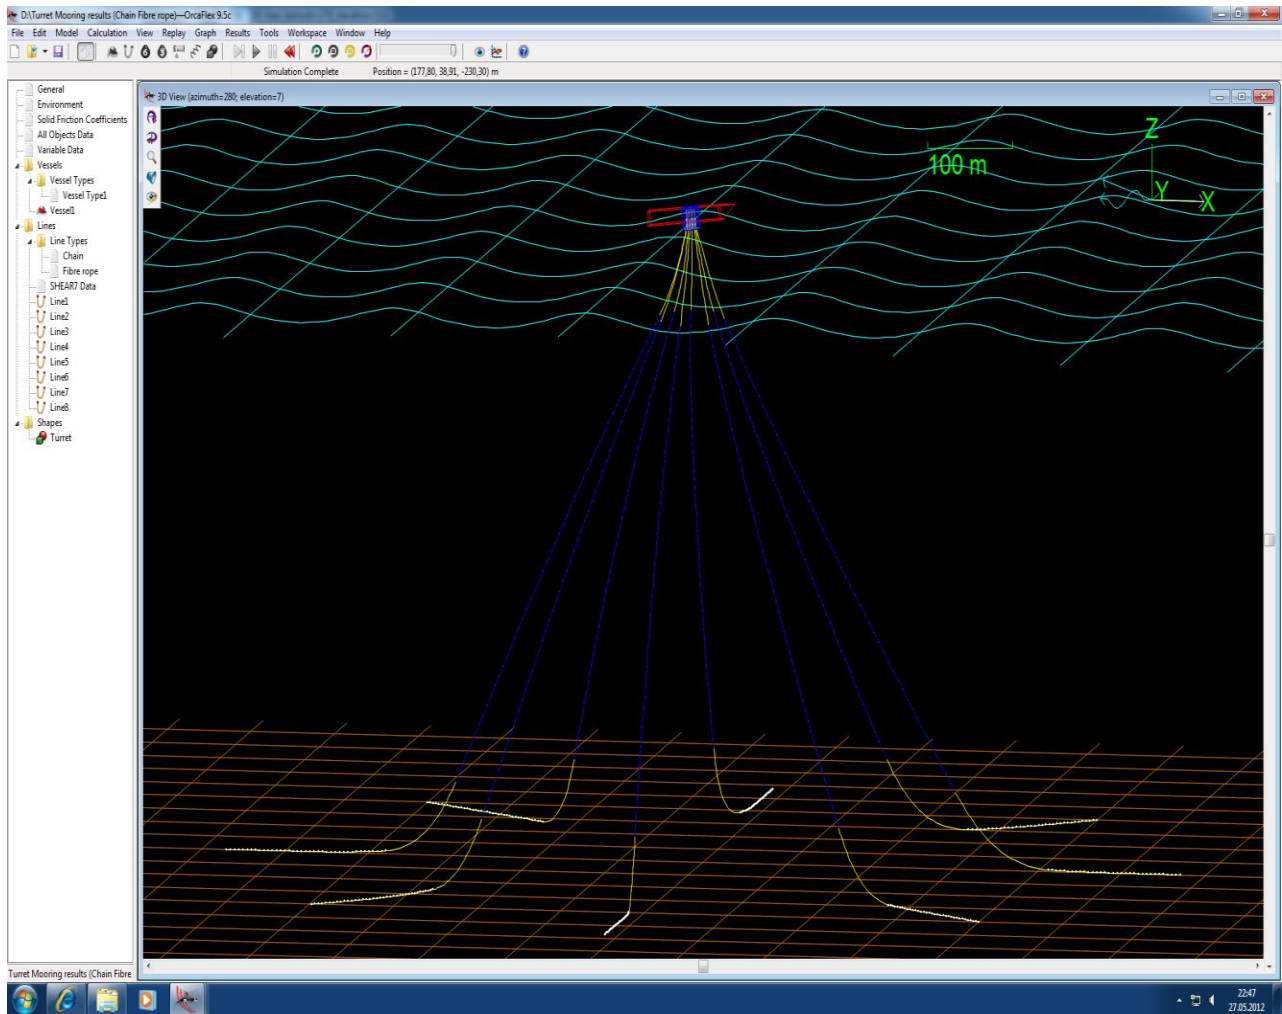 D:\Turret Mooring results (Chain Fibre rope)—OrcaFlex 9.5c
File Edit Model Calculation View Replay Graph Results Tools Workspace Window Help
Simulation Complete Position = (177,80, 38,91, -230,30) m
General
Environment
Solid Friction Coefficients
All Objects Data
Variable Data
Vessels
Vessel Types
Vessel Type1
Vessel1
Lines
Line Types
Chain
Fibre rope
SHEAR7 Data
Line1
Line2
Line3
Line4
Line5
Line6
Line7
Line8
Shapes
Turret
3D View (azimuth=280; elevation=7)
100 m
Z
Y
X
Turret Mooring results (Chain Fibre
22:47
27.05.2012